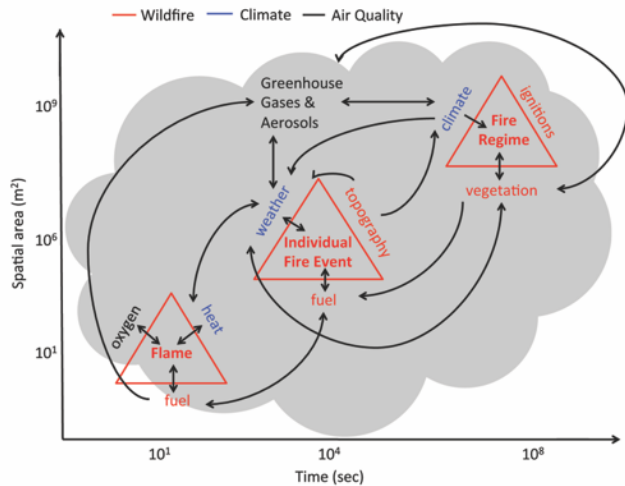 Wildfire Climate Air Quality
Spatial area (m²)
10⁹
10⁶
10¹
Greenhouse
Gases &
Aerosols
climate
ignitions
Fire
Regime
vegetation
weather
topography
Individual
Fire Event
fuel
oxygen
heat
Flame
fuel
10¹ 10⁴ 10⁸
Time (sec)